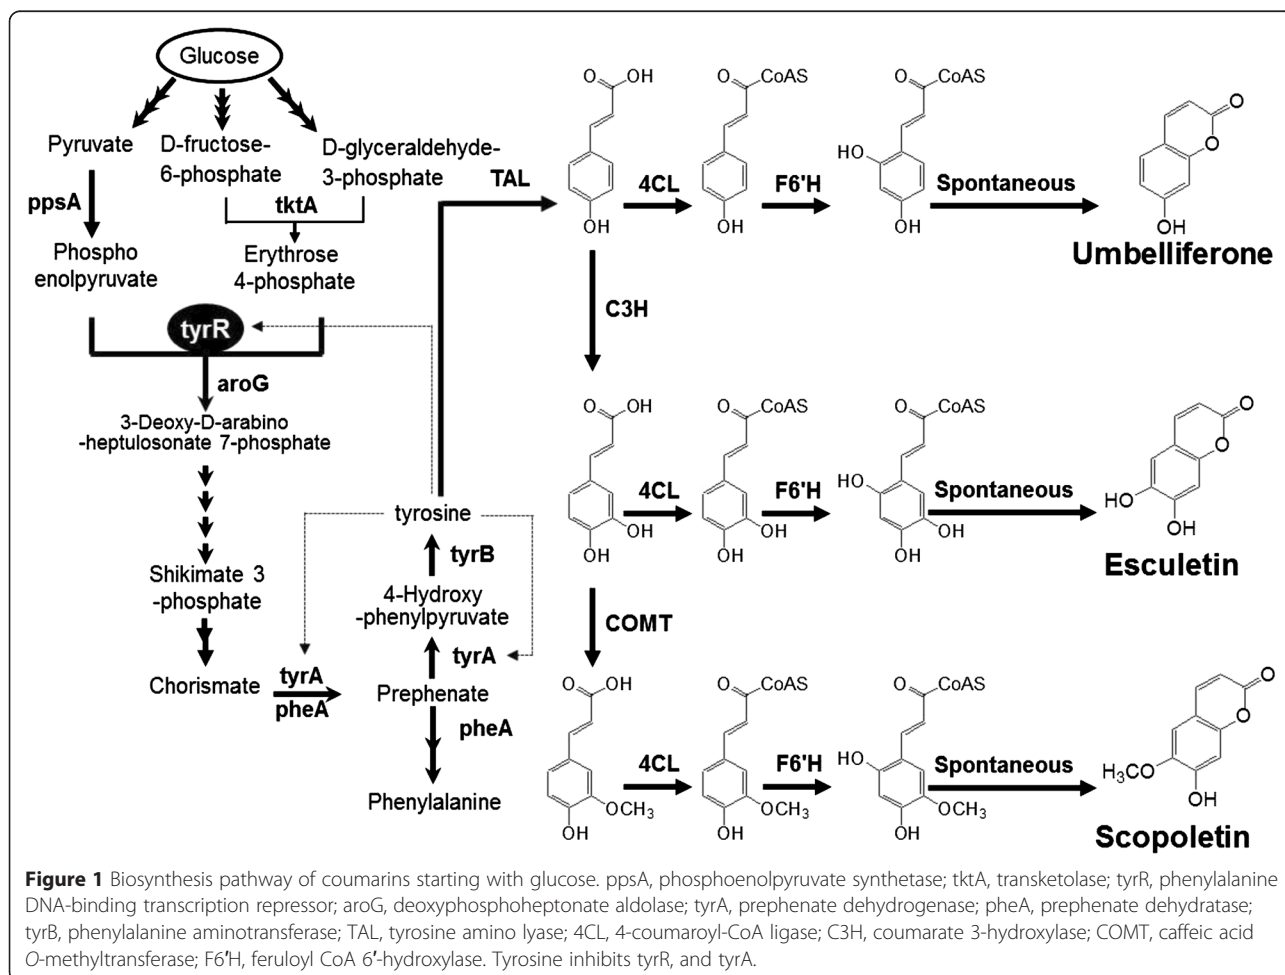 Glucose
Pyruvate
D-fructose-
6-phosphate
D-glyceraldehyde-
3-phosphate
ppsA
tktA
Phospho
enolpyruvate
Erythrose
4-phosphate
tyrR
aroG
3-Deoxy-D-arabino
-heptulosonate 7-phosphate
Shikimate 3
-phosphate
Chorismate
tyrA
pheA
Prephenate
pheA
Phenylalanine
tyrA
4-Hydroxy
-phenylpyruvate
tyrB
tyrosine
TAL
O OH
OH
4CL
O CoAS
OH
F6'H
O CoAS
HO
OH
Spontaneous
O
O
OH
Umbelliferone
C3H
O OH
OH
OH
4CL
O CoAS
OH
OH
F6'H
O CoAS
HO
OH
OH
Spontaneous
O
O
HO
OH
Esculetin
COMT
O OH
OCH3
OH
4CL
O CoAS
OCH3
OH
F6'H
O CoAS
HO
OCH3
OH
Spontaneous
O
O
H3CO
OH
Scopoletin
Figure 1 Biosynthesis pathway of coumarins starting with glucose. ppsA, phosphoenolpyruvate synthetase; tktA, transketolase; tyrR, phenylalanine
DNA-binding transcription repressor; aroG, deoxyphosphoheptonate aldolase; tyrA, prephenate dehydrogenase; pheA, prephenate dehydratase;
tyrB, phenylalanine aminotransferase; TAL, tyrosine amino lyase; 4CL, 4-coumaroyl-CoA ligase; C3H, coumarate 3-hydroxylase; COMT, caffeic acid
O-methyltransferase; F6′H, feruloyl CoA 6′-hydroxylase. Tyrosine inhibits tyrR, and tyrA.